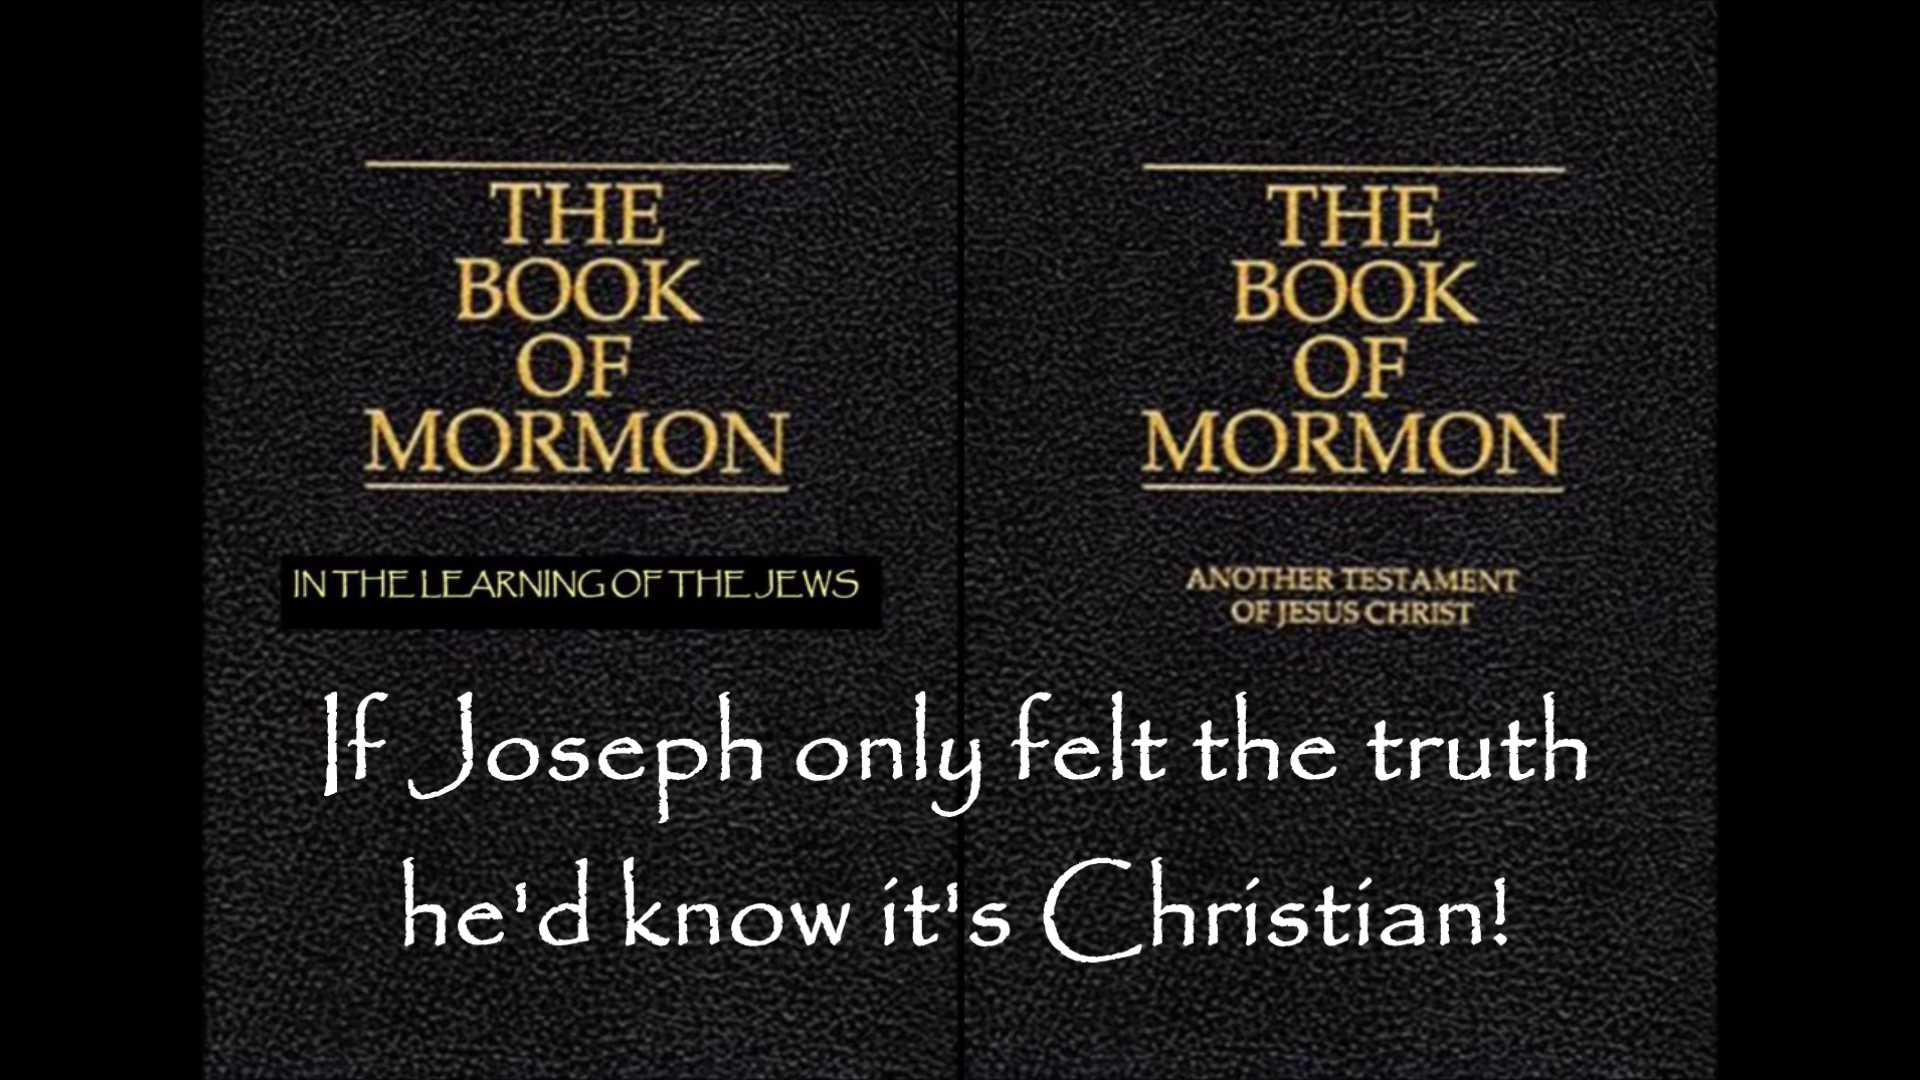 THE
BOOK
OF
MORMON
IN THE LEARNING OF THE JEWS
THE
BOOK
OF
MORMON
ANOTHER TESTAMENT
OF JESUS CHRIST
If Joseph only felt the truth
he'd know it's Christian!